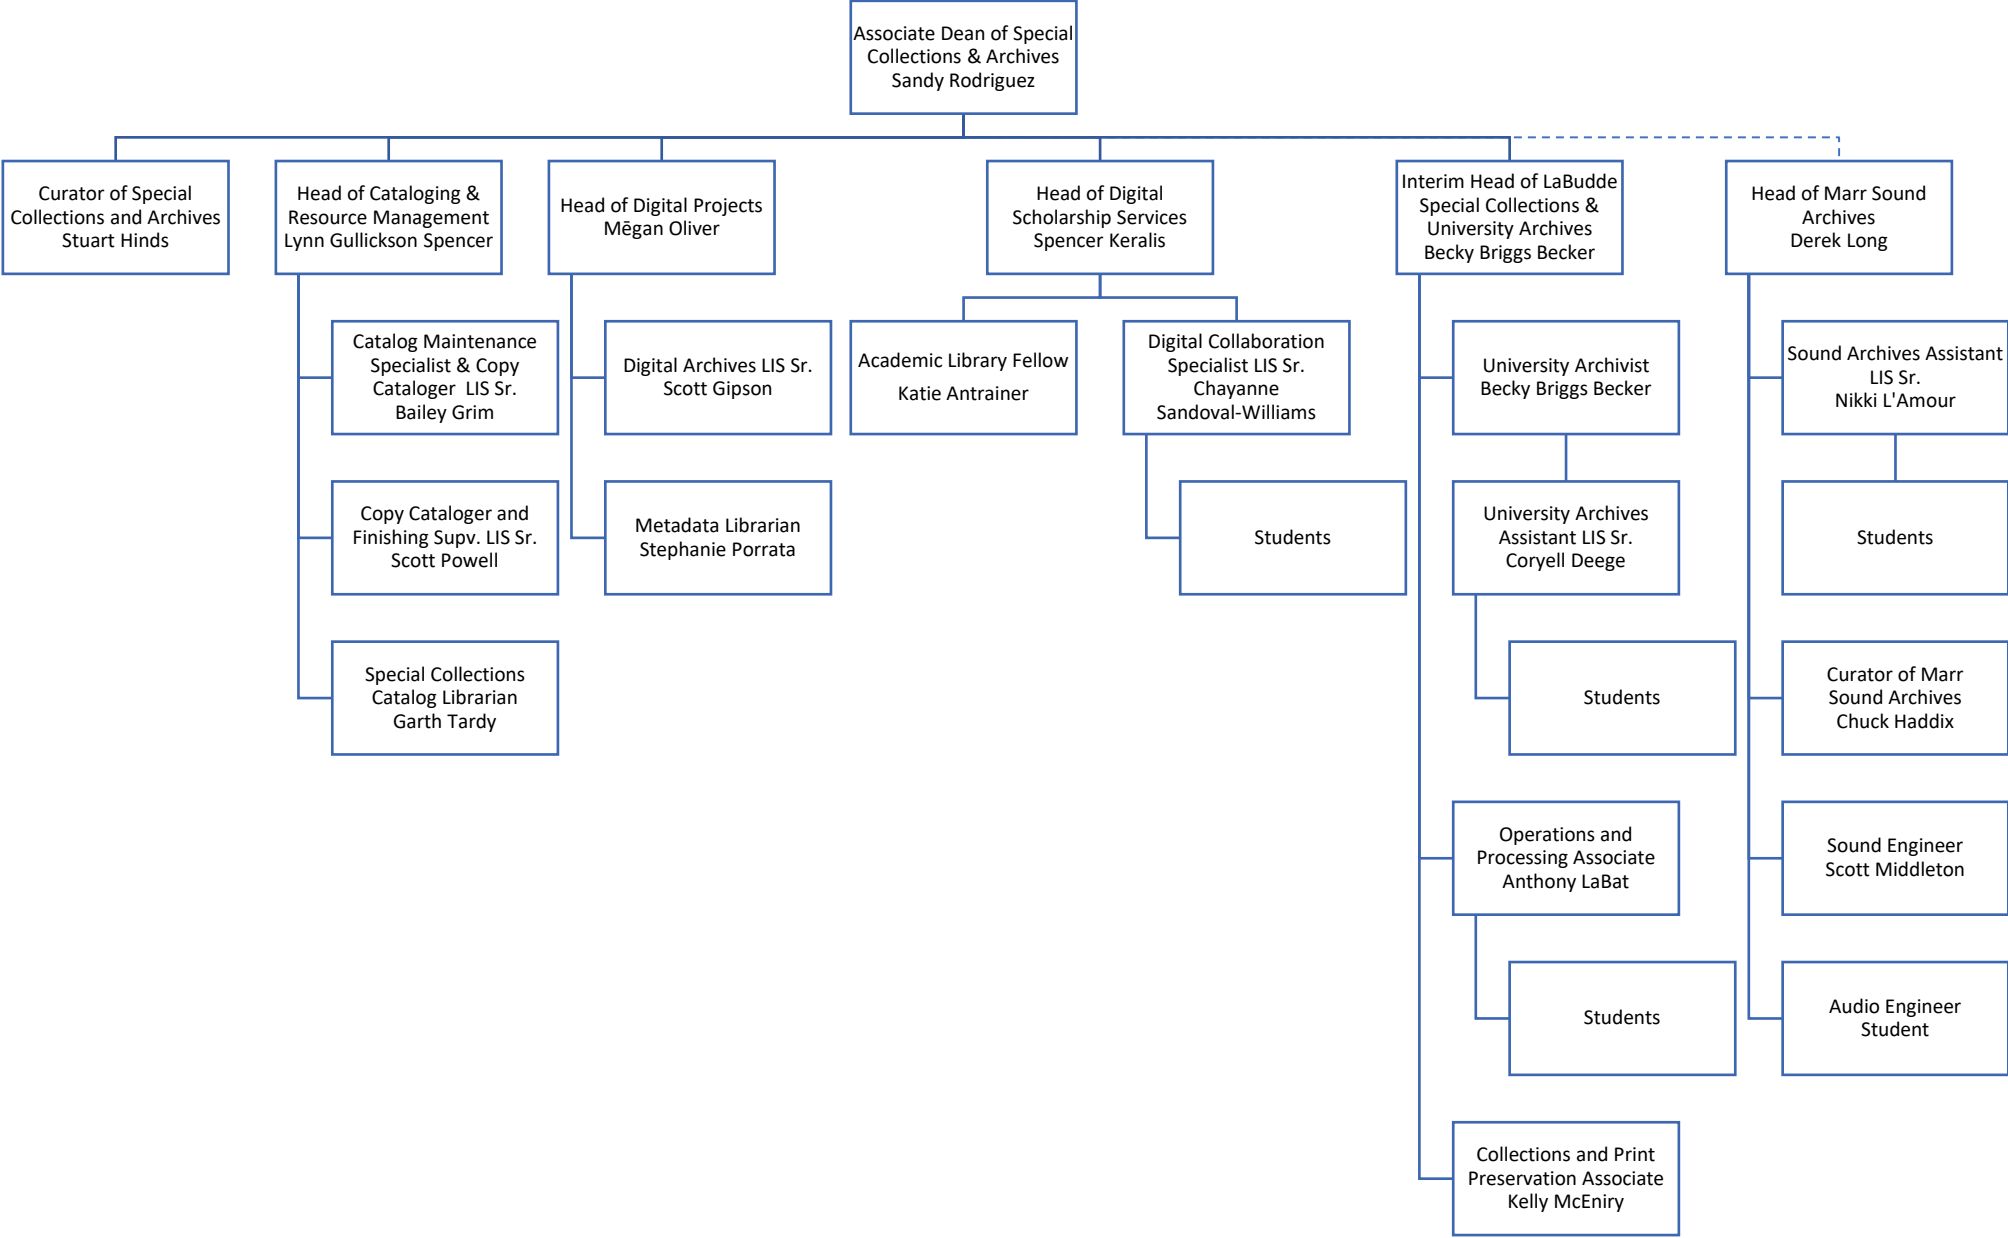 Associate Dean of Special
Collections & Archives
Sandy Rodriguez
Curator of Special
Collections and Archives
Stuart Hinds
Head of Cataloging &
Resource Management
Lynn Gullickson Spencer
Head of Digital Projects
Mēgan Oliver
Head of Digital
Scholarship Services
Spencer Keralis
Interim Head of LaBudde
Special Collections &
University Archives
Becky Briggs Becker
Head of Marr Sound
Archives
Derek Long
Catalog Maintenance
Specialist & Copy
Cataloger  LIS Sr.
Bailey Grim
Copy Cataloger and
Finishing Supv. LIS Sr.
Scott Powell
Special Collections
Catalog Librarian
Garth Tardy
Digital Archives LIS Sr.
Scott Gipson
Metadata Librarian
Stephanie Porrata
Academic Library Fellow
Katie Antrainer
Digital Collaboration
Specialist LIS Sr.
Chayanne
Sandoval-Williams
Students
University Archivist
Becky Briggs Becker
University Archives
Assistant LIS Sr.
Coryell Deege
Students
Operations and
Processing Associate
Anthony LaBat
Students
Collections and Print
Preservation Associate
Kelly McEniry
Sound Archives Assistant
LIS Sr.
Nikki L'Amour
Students
Curator of Marr
Sound Archives
Chuck Haddix
Sound Engineer
Scott Middleton
Audio Engineer
Student